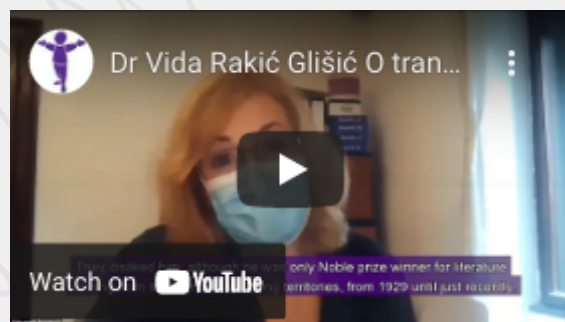 Dr Vida Rakić Glišić O tran...
They disliked him, although he was only Noble prize winner for literature
territories, from 1929 until just recently
Watch on YouTube